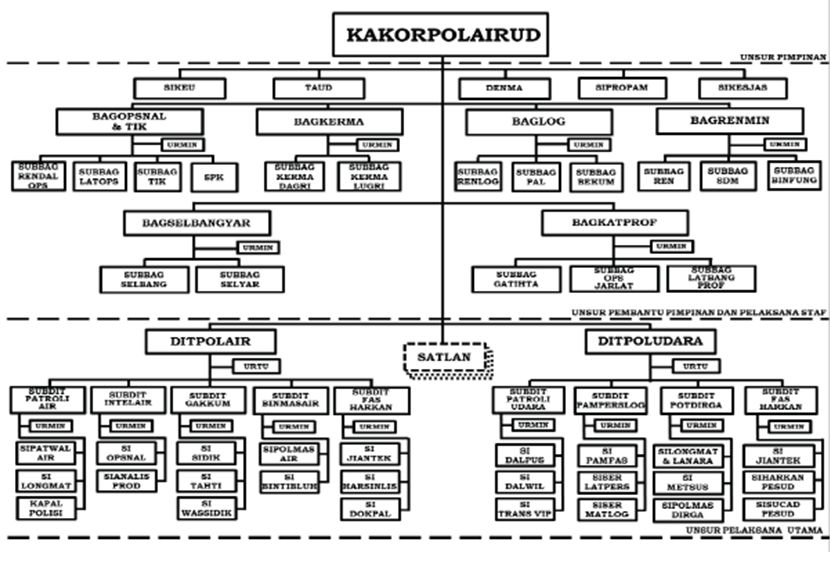 KAKORPOLAIRUD
UNSUR PIMPINAN
SIKEU
TAUD
DENMA
SIPROPAM
SIKESJAS
BAGOPSNAL
& TIK
URMIN
SUBBAG
RENDAL
OPS
SUBBAG
LATOPS
SUBBAG
TIK
SPK
BAGKERMA
URMIN
SUBBAG
KERMA
DAGRI
SUBBAG
KERMA
LUGRI
BAGLOG
URMIN
SUBBAG
RENLOG
SUBBAG
PAL
SUBBAG
BEKUM
BAGRENMIN
URMIN
SUBBAG
REN
SUBBAG
SDM
SUBBAG
BINFUNG
BAGSELBANGYAR
URMIN
SUBBAG
SELBANG
SUBBAG
SELYAR
BAGKATPROF
URMIN
SUBBAG
GATIHTA
SUBBAG
OPS
JARLAT
SUBBAG
LATBANG
PROF
UNSUR PEMBANTU PIMPINAN DAN PELAKSANA STAF
DITPOLAIR
URTU
SATLAN
DITPOLUDARA
URTU
SUBDIT
PATROLI
AIR
URMIN
SIPATWAL
AIR
SI
LONGMAT
KAPAL
POLISI
SUBDIT
INTELAIR
URMIN
SI
OPSNAL
SIANALIS
PROD
SUBDIT
GAKKUM
URMIN
SI
SIDIK
SI
TAHTI
SI
WASSIDIK
SUBDIT
BINMASAIR
URMIN
SIPOLMAS
AIR
SI
BINTIBLUH
SUBDIT
FAS
HARKAN
URMIN
SI
JIANTEK
SI
HARSINLIS
SI
DOKPAL
SUBDIT
PATROLI
UDARA
URMIN
SI
DALPUS
SI
DALWIL
SI
TRANS VIP
SUBDIT
PAMPERSLOG
URMIN
SI
PAMFAS
SISER
LATPERS
SISER
MATLOG
SUBDIT
POTDIRGA
URMIN
SILONGMAT
& LANARA
SI
METSUS
SIPOLMAS
DIRGA
SUBDIT
FAS
HARKAN
URMIN
SI
JIANTEK
SIHARKAN
PESUD
SISUCAD
PESUD
UNSUR PELAKSANA UTAMA